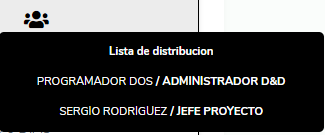 Lista de distribucion
PROGRAMADOR DOS / ADMINISTRADOR D&D
SERGIO RODRIGUEZ / JEFE PROYECTO